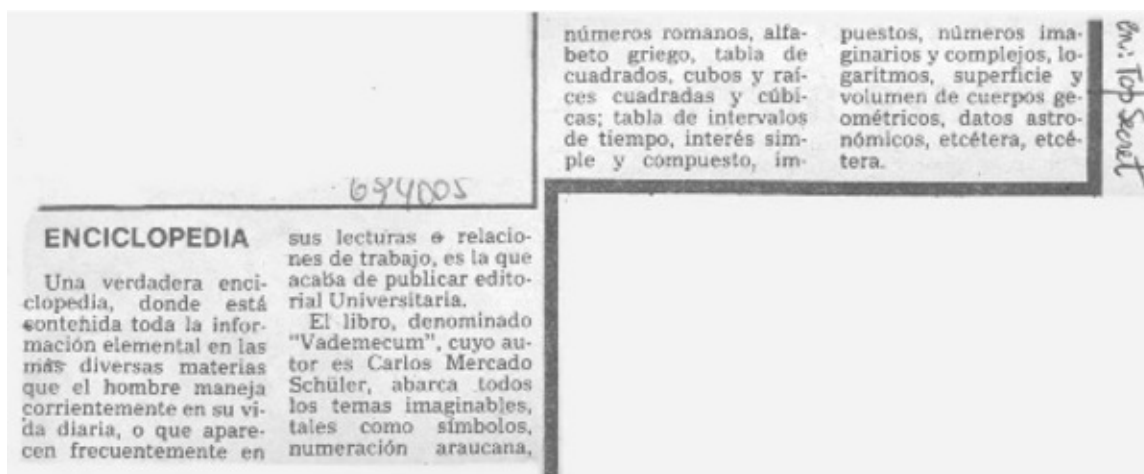 694005
ENCICLOPEDIA
Una verdadera enci-
clopedia, donde está
contenida toda la infor-
mación elemental en las
más diversas materias
que el hombre maneja
corrientemente en su vi-
da diaria, o que apare-
cen frecuentemente en
sus lecturas o relacio-
nes de trabajo, es la que
acaba de publicar edito-
rial Universitaria.
El libro, denominado
"Vademecum", cuyo au-
tor es Carlos Mercado
Schüler, abarca todos
los temas imaginables,
tales como símbolos,
numeración araucana,
números romanos, alfa-
beto griego, tabla de
cuadrados, cubos y raí-
ces cuadradas y cúbi-
cas; tabla de intervalos
de tiempo, interés sim-
ple y compuesto, im-
puestos, números ima-
ginarios y complejos, lo-
garitmos, superficie y
volumen de cuerpos ge-
ométricos, datos astro-
nómicos, etcétera, etcé-
tera.
en: Top Secret